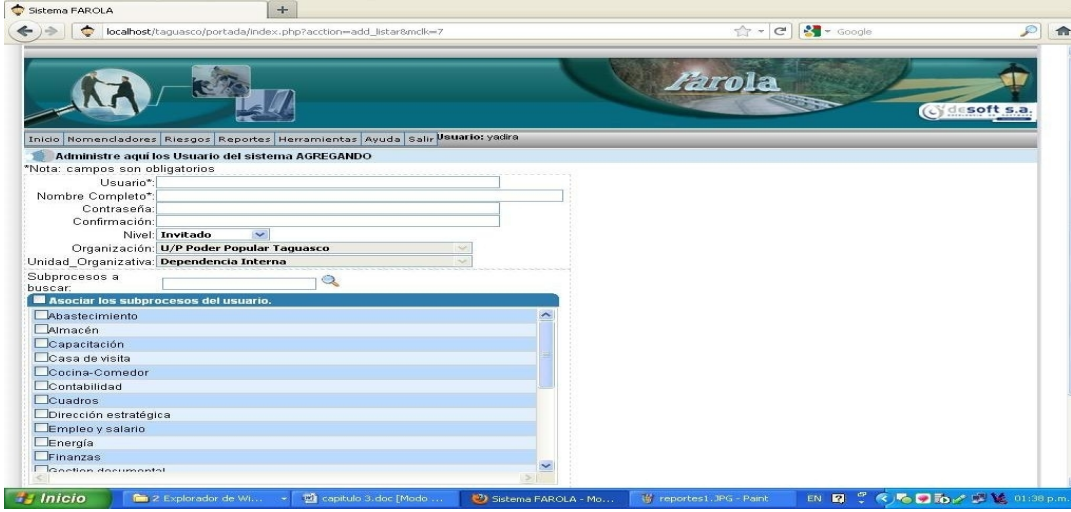 Sistema FAROLA
localhost/taguasco/portada/index.php?acction=add_listar&mclk=7
Google
Farola
desoft s.a.
Inicio Nomencladores Riesgos Reportes Herramientas Ayuda Salir Usuario: yadira
Administre aquí los Usuario del sistema AGREGANDO
*Nota: campos son obligatorios
Usuario*:
Nombre Completo*:
Contraseña:
Confirmación:
Nivel: Invitado
Organización: U/P Poder Popular Taguasco
Unidad_Organizativa: Dependencia Interna
Subprocesos a
buscar:
Asociar los subprocesos del usuario.
Abastecimiento
Almacén
Capacitación
Casa de visita
Cocina-Comedor
Contabilidad
Cuadros
Dirección estratégica
Empleo y salario
Energía
Finanzas
Gestion documental
Inicio 2 Explorador de Wi... capitulo 3.doc [Modo ... Sistema FAROLA - Mo... reportes1.JPG - Paint EN 01:38 p.m.